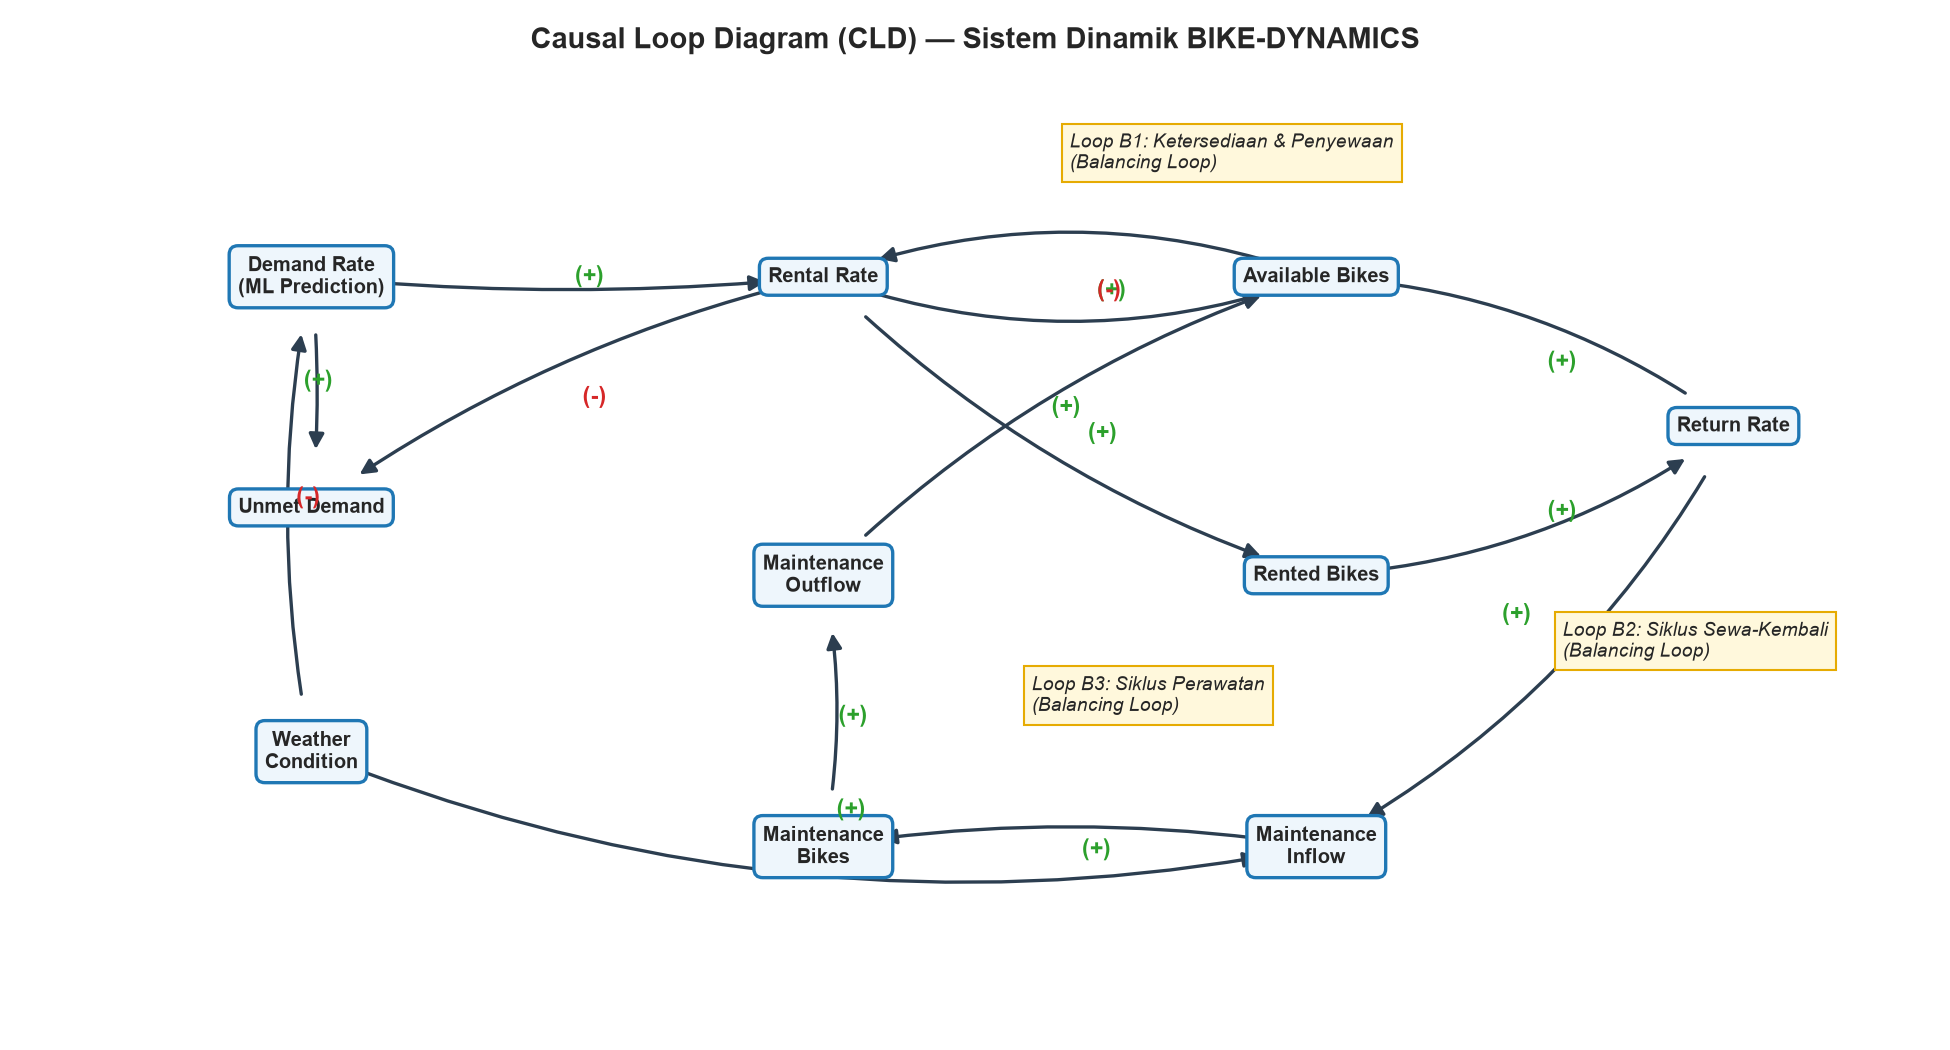 Causal Loop Diagram (CLD) — Sistem Dinamik BIKE-DYNAMICS
Loop B1: Ketersediaan & Penyewaan
(Balancing Loop)
Demand Rate
(ML Prediction)
(+)
Rental Rate
(-)
Available Bikes
(+)
(+)
(-)
(+)
(+)
Return Rate
(-)
Unmet Demand
(+)
Maintenance
Outflow
Rented Bikes
(+)
Loop B2: Siklus Sewa-Kembali
(Balancing Loop)
Loop B3: Siklus Perawatan
(Balancing Loop)
(+)
Weather
Condition
(+)
Maintenance
Bikes
(+)
Maintenance
Inflow